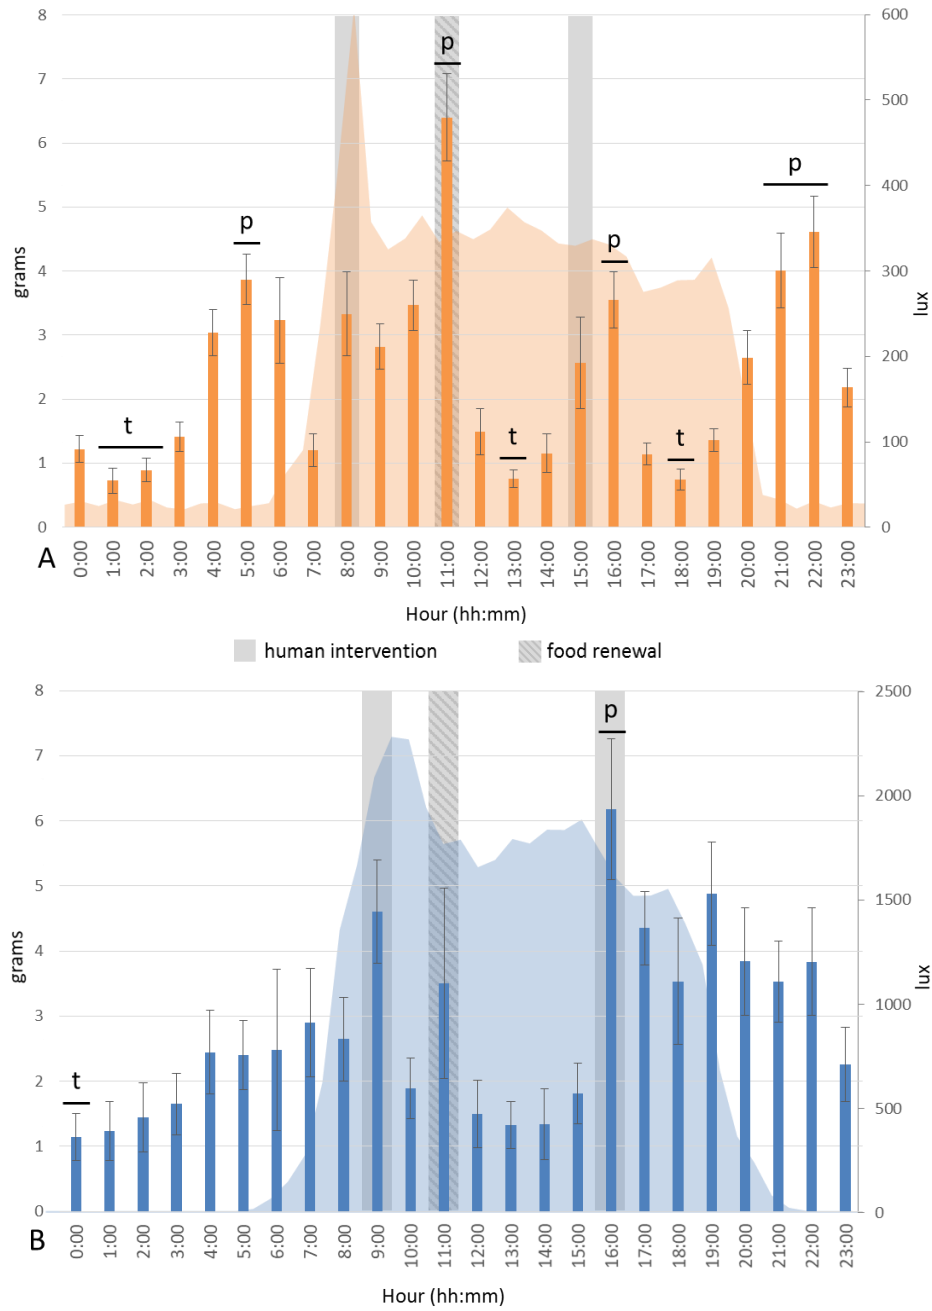 8
7
6
5
4
3
2
1
0
grams
600
500
400
300
200
100
0
lux
t
p
p
t
p
t
p
0:00 1:00 2:00 3:00 4:00 5:00 6:00 7:00 8:00 9:00 10:00 11:00 12:00 13:00 14:00 15:00 16:00 17:00 18:00 19:00 20:00 21:00 22:00 23:00
A
Hour (hh:mm)
human intervention food renewal
8
7
6
5
4
3
2
1
0
grams
2500
2000
1500
1000
500
0
lux
t
p
0:00 1:00 2:00 3:00 4:00 5:00 6:00 7:00 8:00 9:00 10:00 11:00 12:00 13:00 14:00 15:00 16:00 17:00 18:00 19:00 20:00 21:00 22:00 23:00
B
Hour (hh:mm)